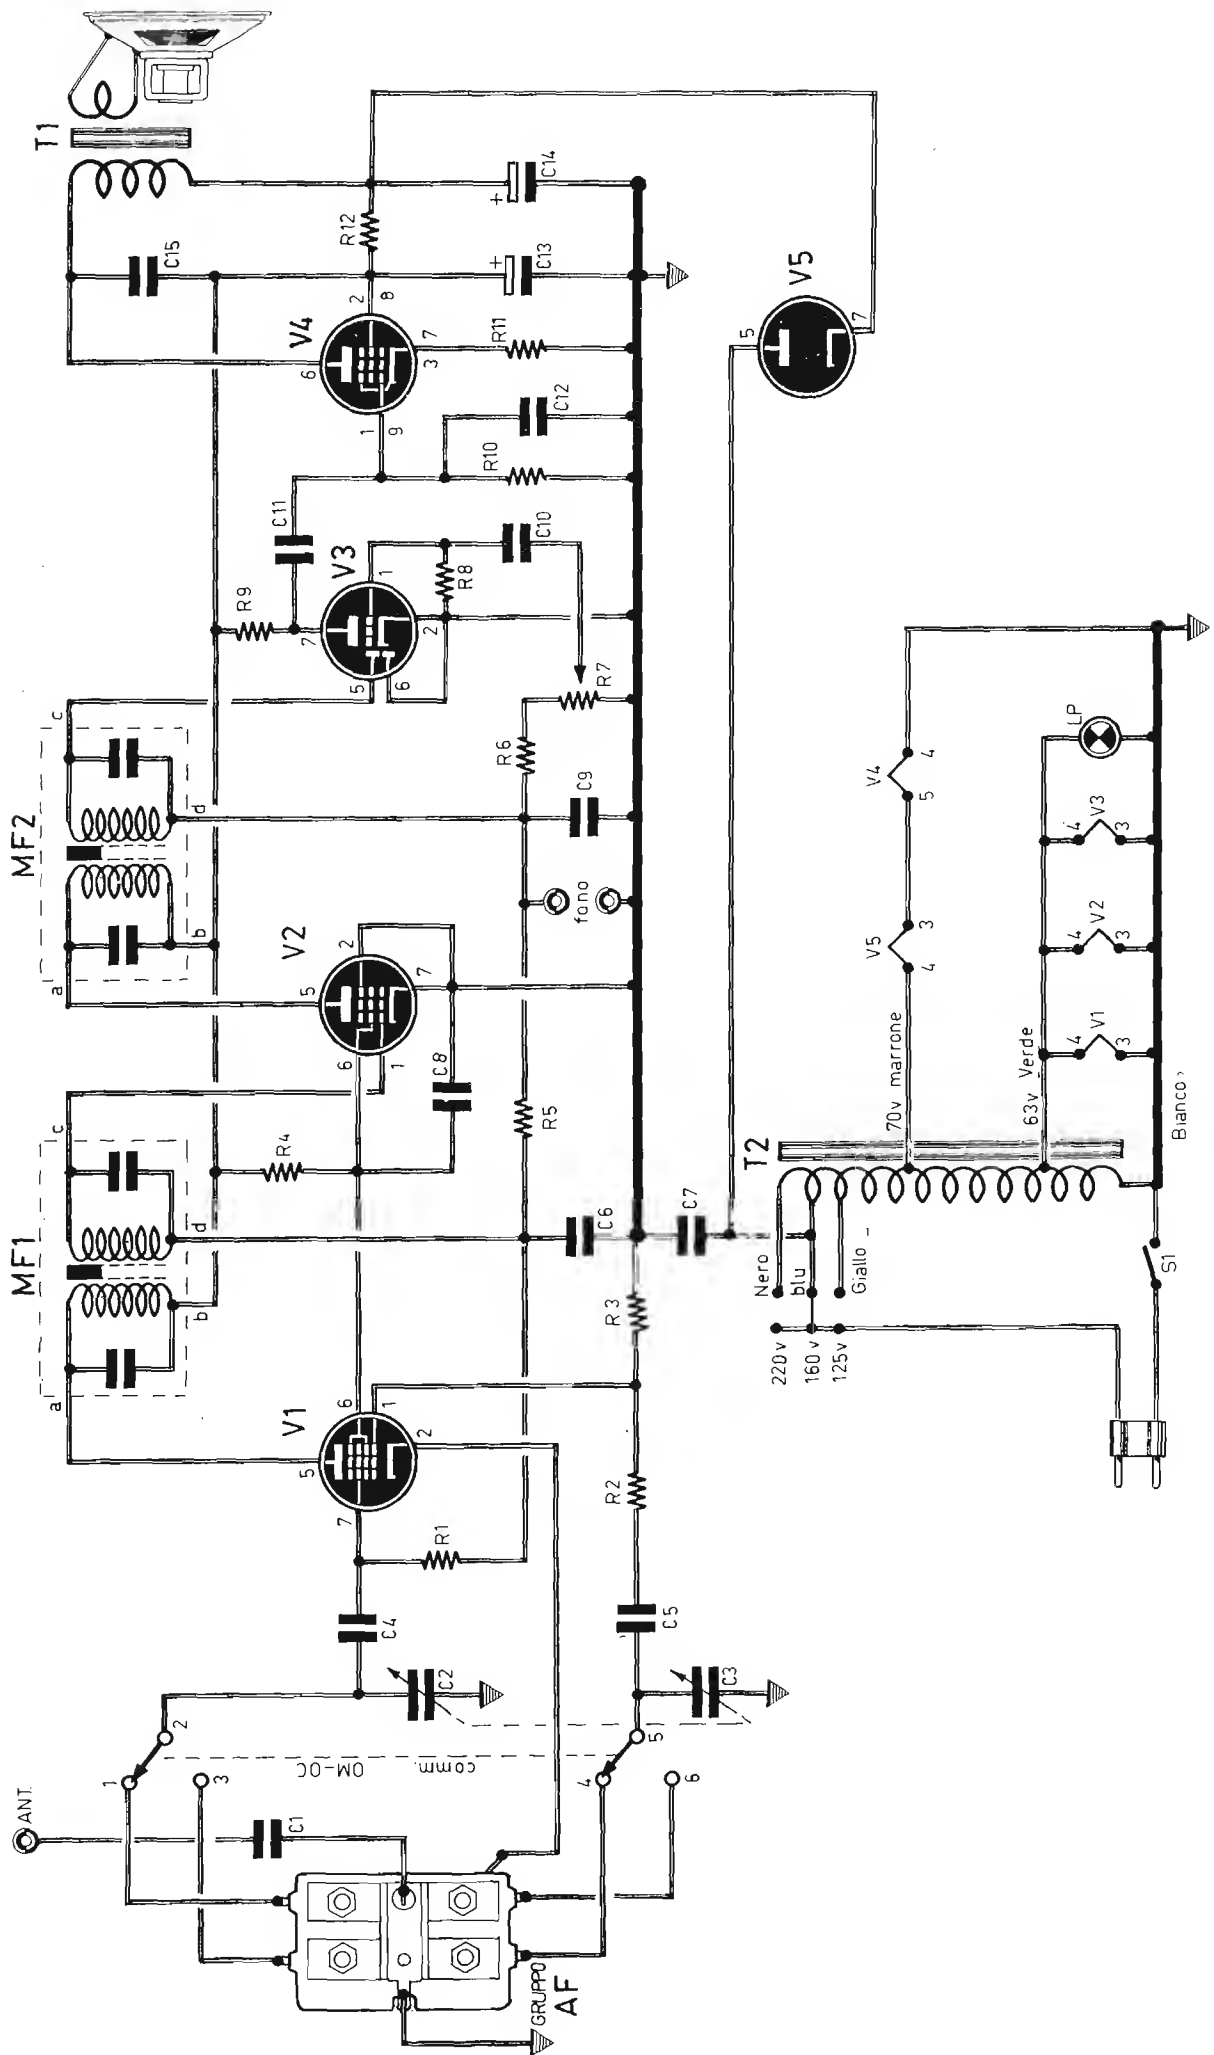 ANT.
C1
GRUPPO
AF
1
2
3
comm. OM-OC
4
5
6
C2
C3
C4
C5
R1
R2
R3
V1
5
7
6
1
2
MF1
a
b
c
d
R4
R5
C6
C7
C8
V2
5
6
1
2
7
MF2
a
b
c
d
fono
C9
R6
R7
R8
R9
V3
7
5
6
1
2
C10
C11
R10
C12
R11
V4
6
1
9
2
8
7
3
C15
R12
C13
+
C14
+
T1
V5
5
7
T2
Nero
blu
Giallo
220v
160v
125v
S1
Bianco
70v marrone
63v Verde
V5
4
3
V4
5
4
V1
4
3
V2
4
3
V3
4
3
LP